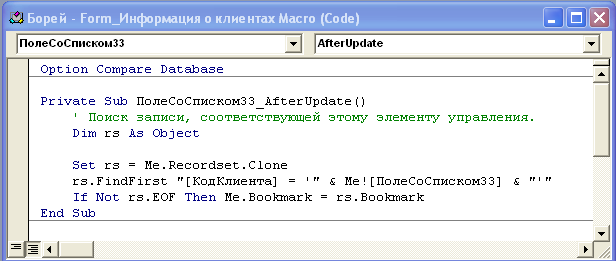 Борей - Form_Информация о клиентах Macro (Code)
ПолеСоСписком33 AfterUpdate
Option Compare Database
Private Sub ПолеСоСписком33_AfterUpdate()
' Поиск записи, соответствующей этому элементу управления.
Dim rs As Object
Set rs = Me.Recordset.Clone
rs.FindFirst "[КодКлиента] = '" & Me![ПолеСоСписком33] & "'"
If Not rs.EOF Then Me.Bookmark = rs.Bookmark
End Sub